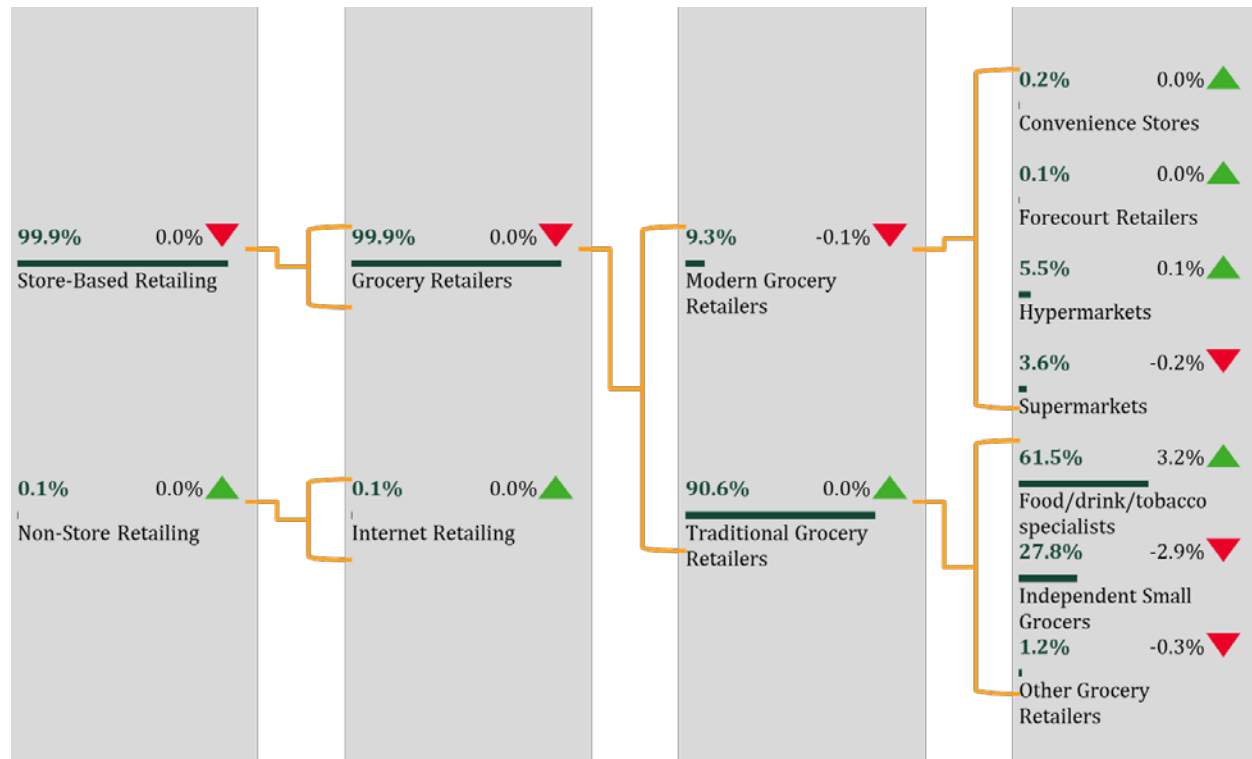 99.9% 0.0%
Store-Based Retailing
0.1% 0.0%
Non-Store Retailing
99.9% 0.0%
Grocery Retailers
0.1% 0.0%
Internet Retailing
9.3% -0.1%
Modern Grocery
Retailers
90.6% 0.0%
Traditional Grocery
Retailers
0.2% 0.0%
Convenience Stores
0.1% 0.0%
Forecourt Retailers
5.5% 0.1%
Hypermarkets
3.6% -0.2%
Supermarkets
61.5% 3.2%
Food/drink/tobacco
specialists
27.8% -2.9%
Independent Small
Grocers
1.2% -0.3%
Other Grocery
Retailers